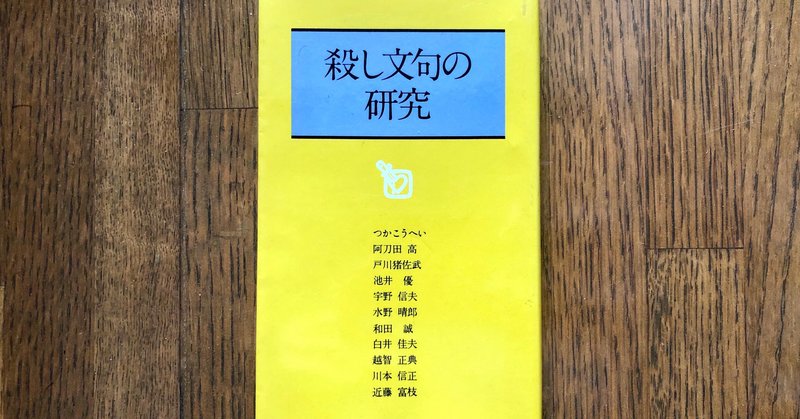 殺し文句の
研究
つかこうへい
阿刀田 高
戸川猪佐武
池井 優
宇野 信夫
水野 晴郎
和田 誠
白井 佳夫
越智 正典
川本 信正
近藤 富枝